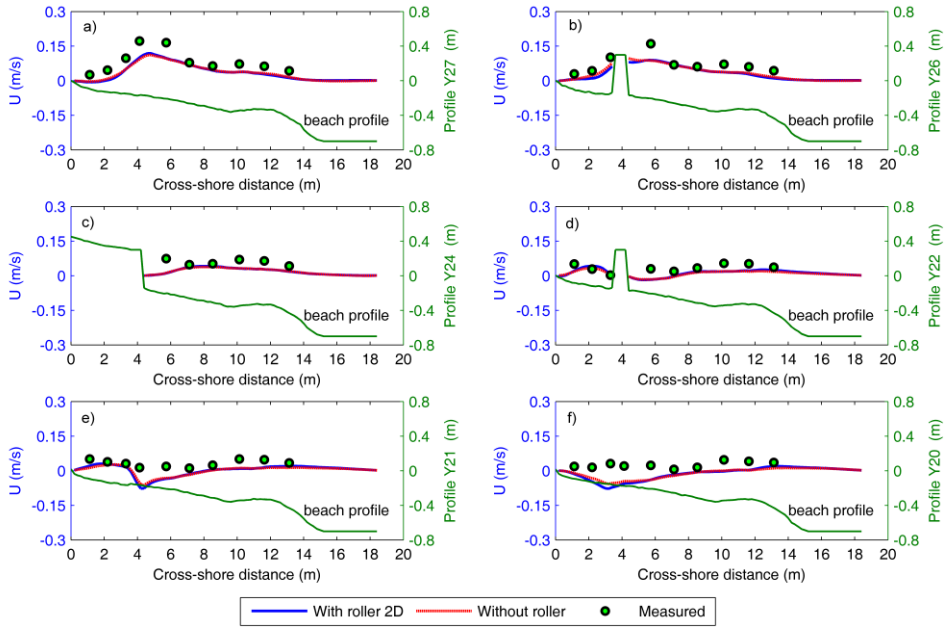 a)
0.3
0.15
0
-0.15
-0.3
U (m/s)
0.8
0.4
0
-0.4
-0.8
Profile Y27 (m)
beach profile
0 2 4 6 8 10 12 14 16 18 20
Cross-shore distance (m)
b)
0.3
0.15
0
-0.15
-0.3
U (m/s)
0.8
0.4
0
-0.4
-0.8
Profile Y26 (m)
beach profile
0 2 4 6 8 10 12 14 16 18 20
Cross-shore distance (m)
c)
0.3
0.15
0
-0.15
-0.3
U (m/s)
0.8
0.4
0
-0.4
-0.8
Profile Y24 (m)
beach profile
0 2 4 6 8 10 12 14 16 18 20
Cross-shore distance (m)
d)
0.3
0.15
0
-0.15
-0.3
U (m/s)
0.8
0.4
0
-0.4
-0.8
Profile Y22 (m)
beach profile
0 2 4 6 8 10 12 14 16 18 20
Cross-shore distance (m)
e)
0.3
0.15
0
-0.15
-0.3
U (m/s)
0.8
0.4
0
-0.4
-0.8
Profile Y21 (m)
beach profile
0 2 4 6 8 10 12 14 16 18 20
Cross-shore distance (m)
f)
0.3
0.15
0
-0.15
-0.3
U (m/s)
0.8
0.4
0
-0.4
-0.8
Profile Y20 (m)
beach profile
0 2 4 6 8 10 12 14 16 18 20
Cross-shore distance (m)
With roller 2D Without roller Measured